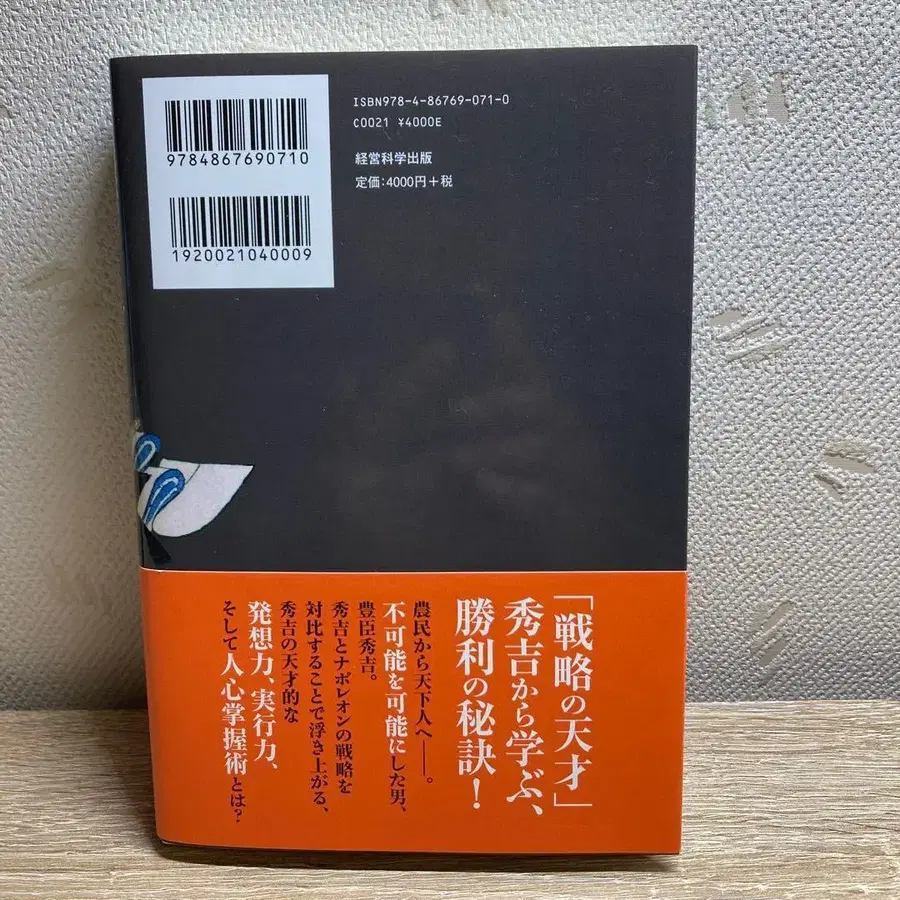 ISBN978-4-86769-071-0
C0021 ¥4000E
9784867690710
経営科学出版
定価:4000円+税
1920021040009
「戦略の天才」
秀吉から学ぶ、
勝利の秘訣!
農民から天下人へ――。
不可能を可能にした男、
豊臣秀吉。
秀吉とナポレオンの戦略を
対比することで浮き上がる、
秀吉の天才的な
発想力、実行力、
そして人心掌握術とは?